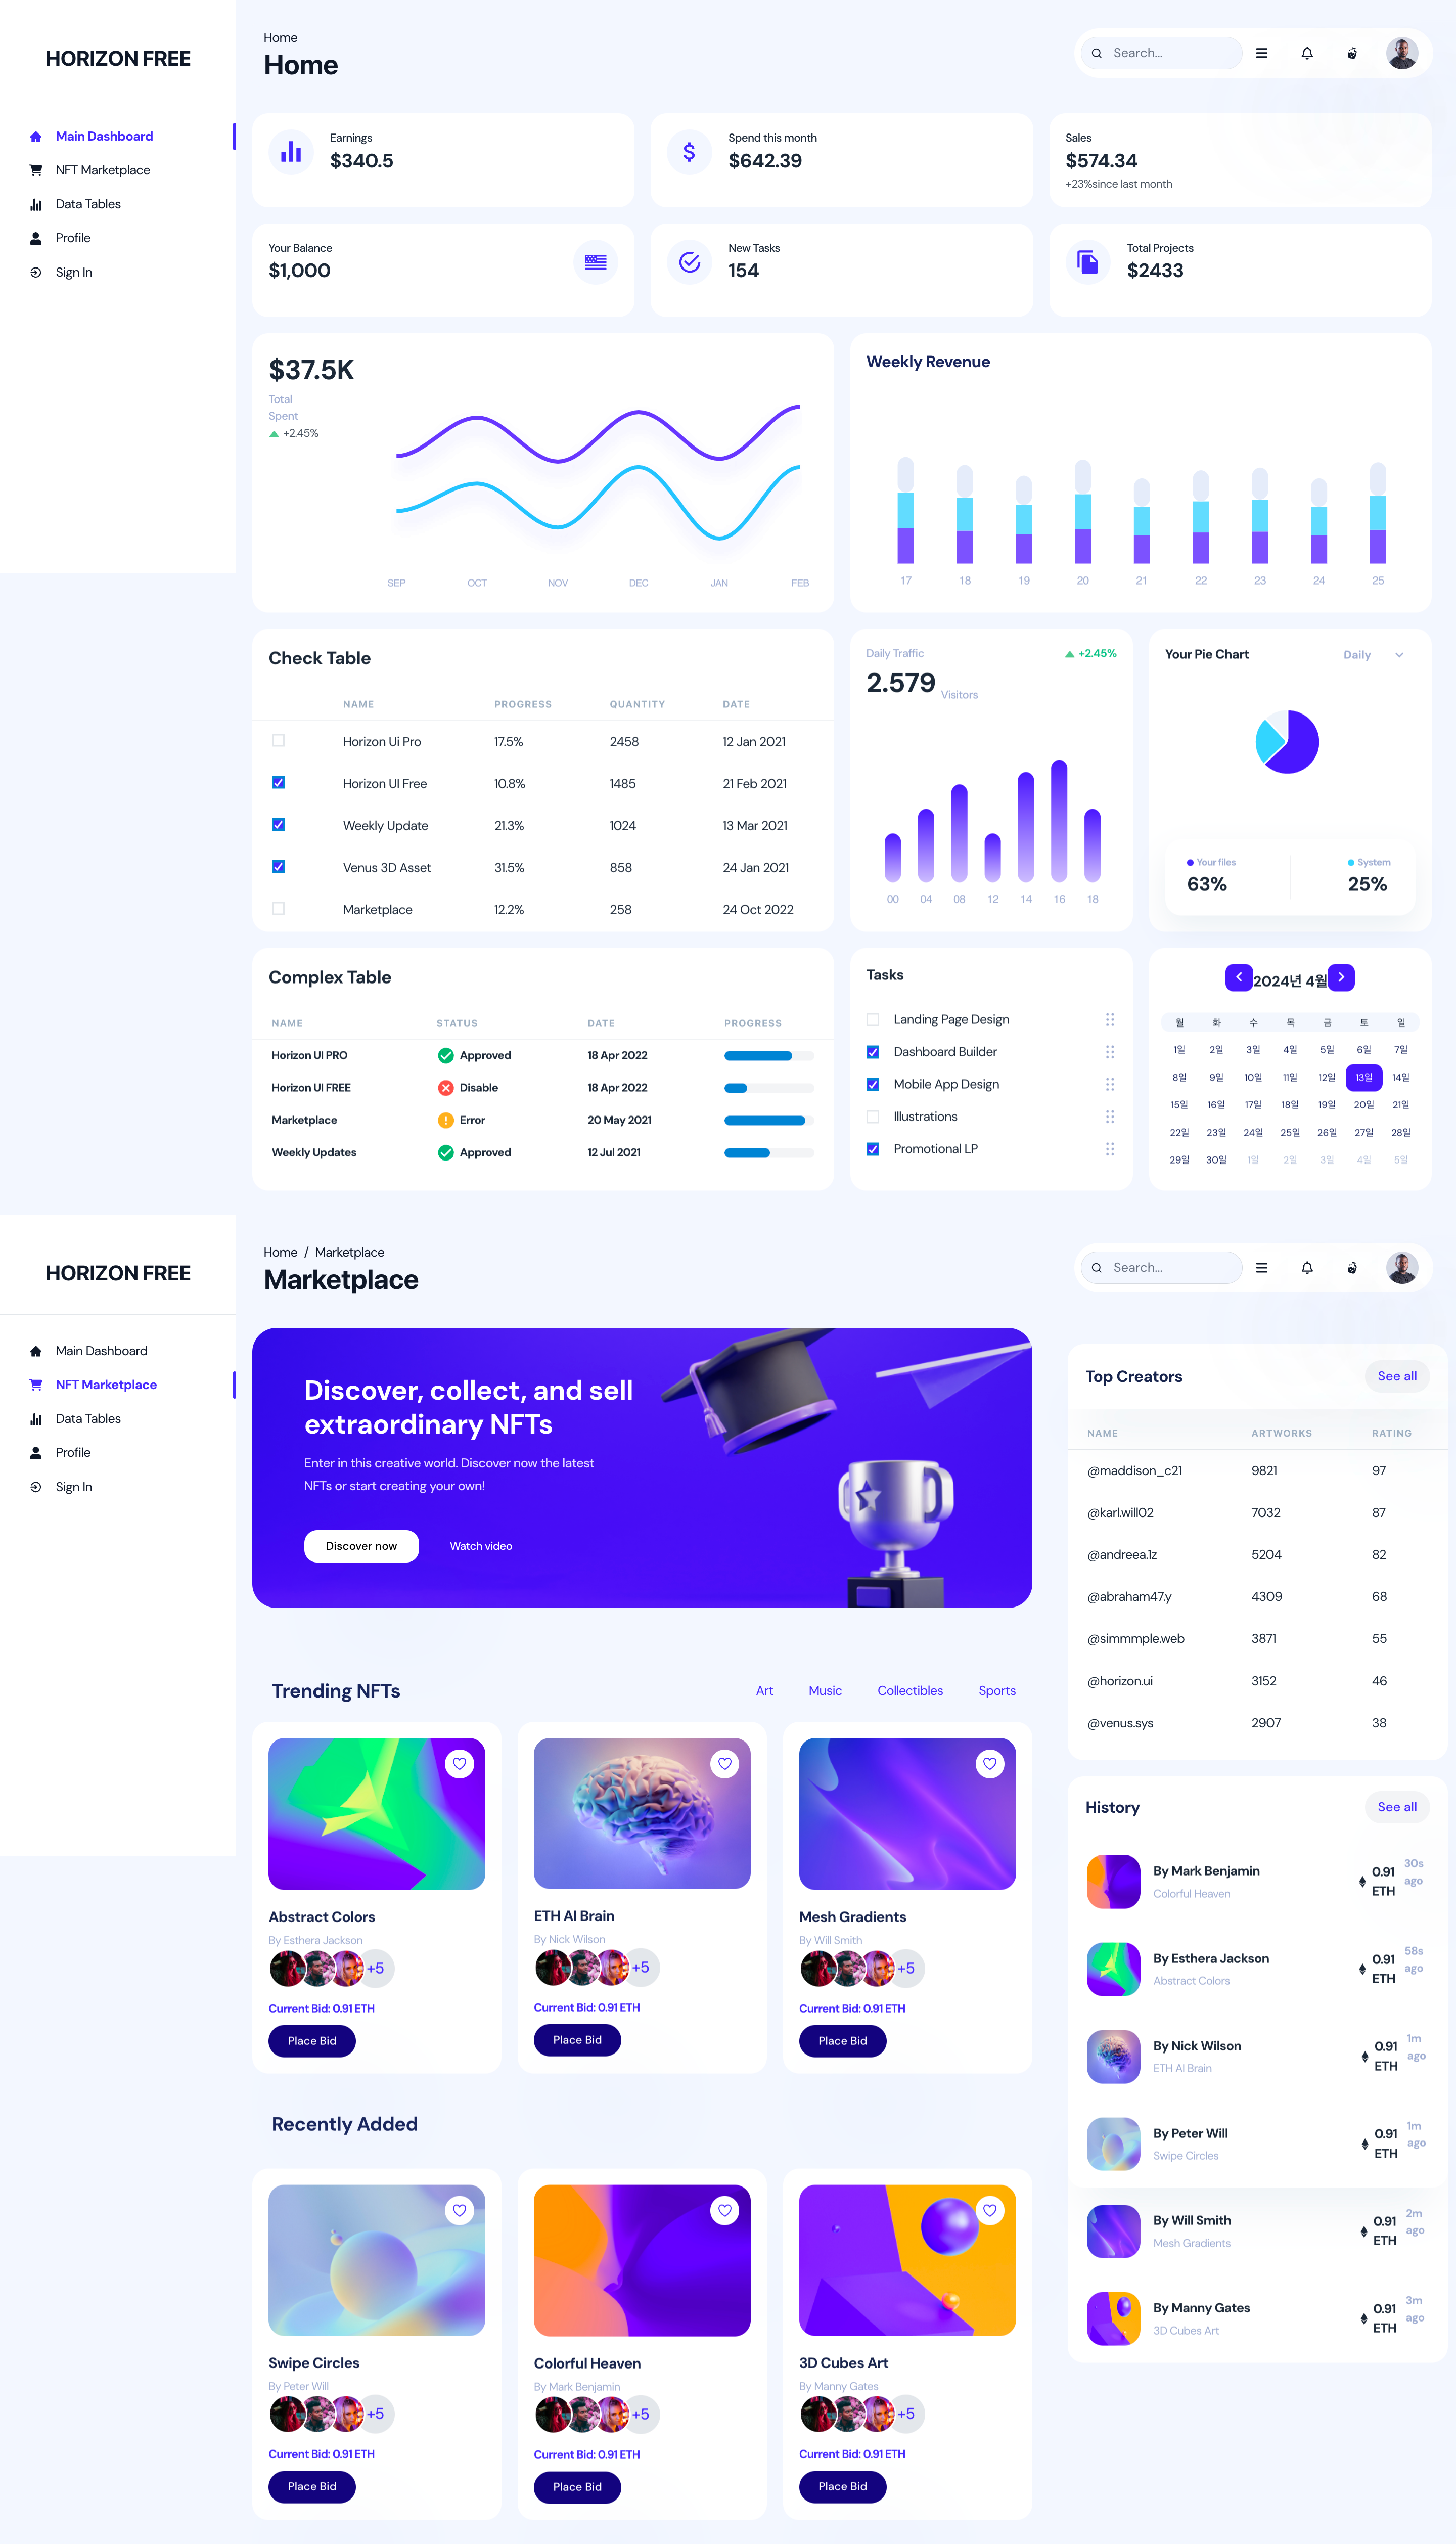 HORIZON FREE
Main Dashboard
NFT Marketplace
Data Tables
Profile
Sign In
Home
Home
Search...
Earnings
$340.5
Spend this month
$642.39
Sales
$574.34
+23%since last month
Your Balance
$1,000
New Tasks
154
Total Projects
$2433
$37.5K
Total
Spent
+2.45%
SEP OCT NOV DEC JAN FEB
Weekly Revenue
17 18 19 20 21 22 23 24 25
Check Table
NAME PROGRESS QUANTITY DATE
Horizon Ui Pro 17.5% 2458 12 Jan 2021
Horizon UI Free 10.8% 1485 21 Feb 2021
Weekly Update 21.3% 1024 13 Mar 2021
Venus 3D Asset 31.5% 858 24 Jan 2021
Marketplace 12.2% 258 24 Oct 2022
Daily Traffic +2.45%
2.579 Visitors
00 04 08 12 14 16 18
Your Pie Chart Daily
Your files System
63% 25%
Complex Table
NAME STATUS DATE PROGRESS
Horizon UI PRO Approved 18 Apr 2022
Horizon UI FREE Disable 18 Apr 2022
Marketplace Error 20 May 2021
Weekly Updates Approved 12 Jul 2021
Tasks
Landing Page Design
Dashboard Builder
Mobile App Design
Illustrations
Promotional LP
2024년 4월
월 화 수 목 금 토 일
1일 2일 3일 4일 5일 6일 7일
8일 9일 10일 11일 12일 13일 14일
15일 16일 17일 18일 19일 20일 21일
22일 23일 24일 25일 26일 27일 28일
29일 30일 1일 2일 3일 4일 5일
HORIZON FREE
Main Dashboard
NFT Marketplace
Data Tables
Profile
Sign In
Home / Marketplace
Marketplace
Search...
Discover, collect, and sell
extraordinary NFTs
Enter in this creative world. Discover now the latest
NFTs or start creating your own!
Discover now Watch video
Top Creators See all
NAME ARTWORKS RATING
@maddison_c21 9821 97
@karl.will02 7032 87
@andreea.1z 5204 82
@abraham47.y 4309 68
@simmmple.web 3871 55
@horizon.ui 3152 46
@venus.sys 2907 38
Trending NFTs Art Music Collectibles Sports
Abstract Colors
By Esthera Jackson
+5
Current Bid: 0.91 ETH
Place Bid
ETH AI Brain
By Nick Wilson
+5
Current Bid: 0.91 ETH
Place Bid
Mesh Gradients
By Will Smith
+5
Current Bid: 0.91 ETH
Place Bid
History See all
By Mark Benjamin
Colorful Heaven
0.91
ETH
30s
ago
By Esthera Jackson
Abstract Colors
0.91
ETH
58s
ago
By Nick Wilson
ETH AI Brain
0.91
ETH
1m
ago
By Peter Will
Swipe Circles
0.91
ETH
1m
ago
By Will Smith
Mesh Gradients
0.91
ETH
2m
ago
By Manny Gates
3D Cubes Art
0.91
ETH
3m
ago
Recently Added
Swipe Circles
By Peter Will
+5
Current Bid: 0.91 ETH
Place Bid
Colorful Heaven
By Mark Benjamin
+5
Current Bid: 0.91 ETH
Place Bid
3D Cubes Art
By Manny Gates
+5
Current Bid: 0.91 ETH
Place Bid